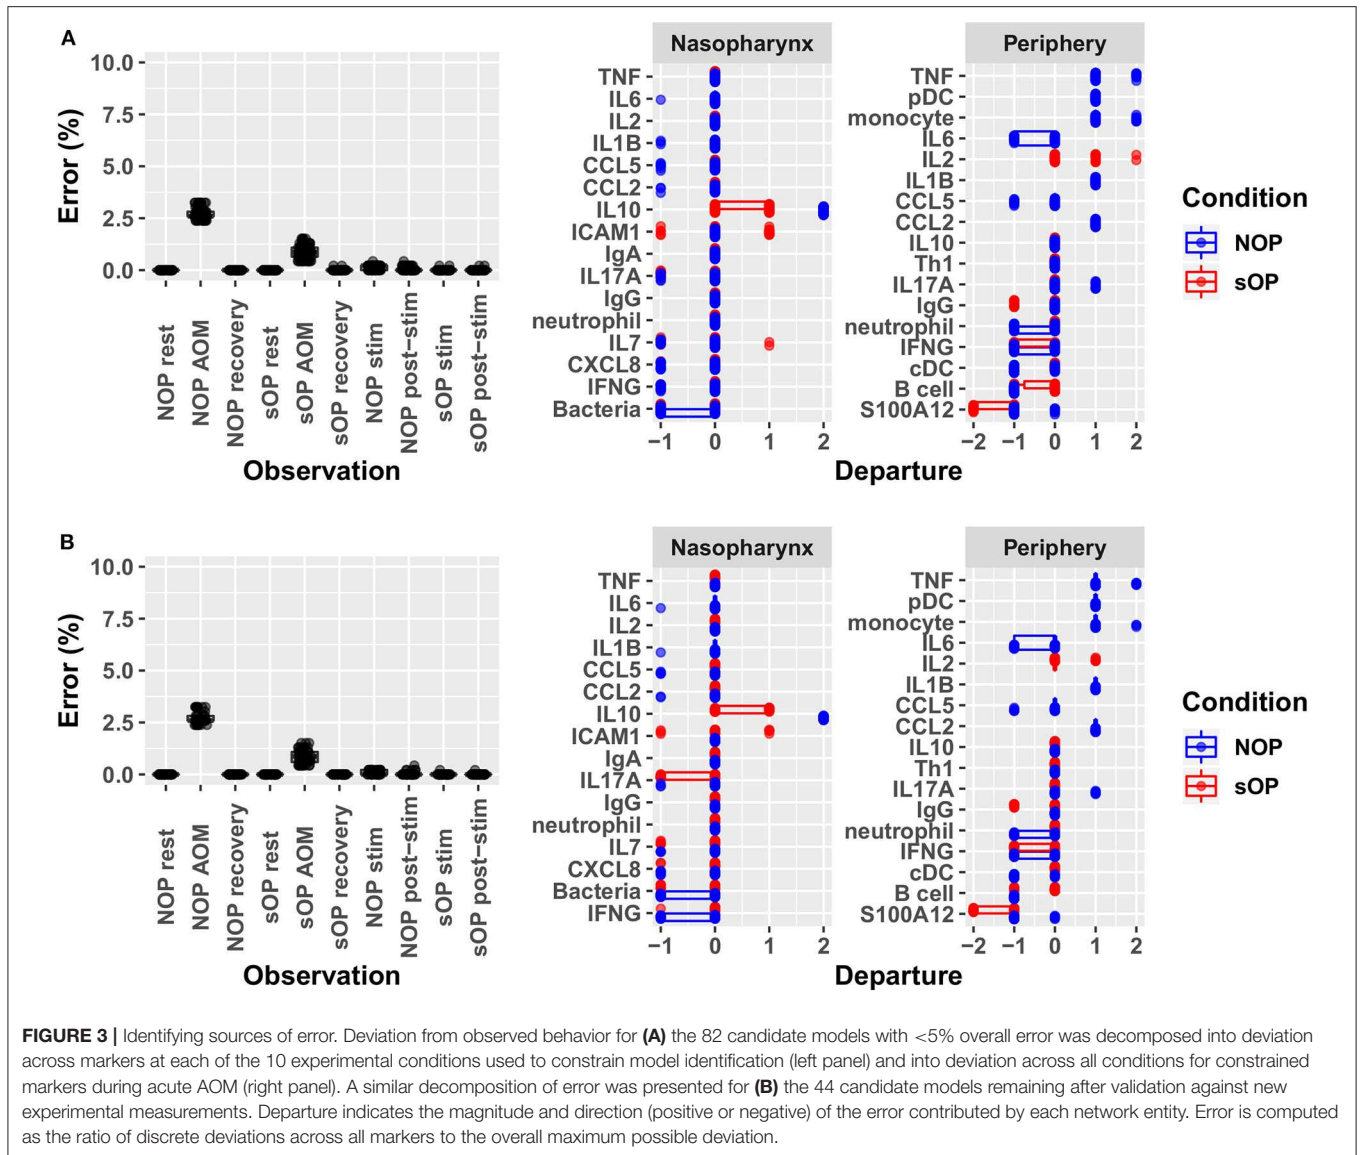 A
10.0
7.5
5.0
2.5
0.0
Error (%)
NOP rest
NOP AOM
NOP recovery
sOP rest
sOP AOM
sOP recovery
NOP stim
NOP post−stim
sOP stim
sOP post−stim
Observation
Nasopharynx
TNF
IL6
IL2
IL1B
CCL5
CCL2
IL10
ICAM1
IgA
IL17A
IgG
neutrophil
IL7
CXCL8
IFNG
Bacteria
−1 0 1 2
Periphery
TNF
pDC
monocyte
IL6
IL2
IL1B
CCL5
CCL2
IL10
Th1
IL17A
IgG
neutrophil
IFNG
cDC
B cell
S100A12
−2 −1 0 1 2
Departure
Condition
NOP
sOP
B
10.0
7.5
5.0
2.5
0.0
Error (%)
NOP rest
NOP AOM
NOP recovery
sOP rest
sOP AOM
sOP recovery
NOP stim
NOP post−stim
sOP stim
sOP post−stim
Observation
Nasopharynx
TNF
IL6
IL2
IL1B
CCL5
CCL2
IL10
ICAM1
IgA
IL17A
IgG
neutrophil
IL7
CXCL8
Bacteria
IFNG
−1 0 1 2
Periphery
TNF
pDC
monocyte
IL6
IL2
IL1B
CCL5
CCL2
IL10
Th1
IL17A
IgG
neutrophil
IFNG
cDC
B cell
S100A12
−2 −1 0 1 2
Departure
Condition
NOP
sOP
FIGURE 3 | Identifying sources of error. Deviation from observed behavior for (A) the 82 candidate models with <5% overall error was decomposed into deviation
across markers at each of the 10 experimental conditions used to constrain model identification (left panel) and into deviation across all conditions for constrained
markers during acute AOM (right panel). A similar decomposition of error was presented for (B) the 44 candidate models remaining after validation against new
experimental measurements. Departure indicates the magnitude and direction (positive or negative) of the error contributed by each network entity. Error is computed
as the ratio of discrete deviations across all markers to the overall maximum possible deviation.